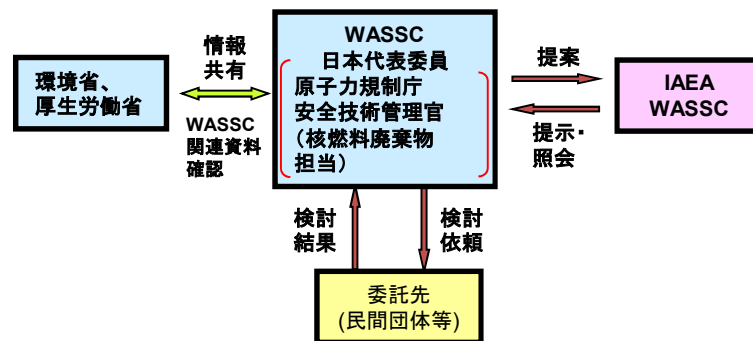 環境省、
厚生労働省
情報
共有
WASSC
関連資料
確認
WASSC
日本代表委員
原子力規制庁
安全技術管理官
(核燃料廃棄物
担当)
提案
提示・
照会
IAEA
WASSC
検討
結果
検討
依頼
委託先
(民間団体等)